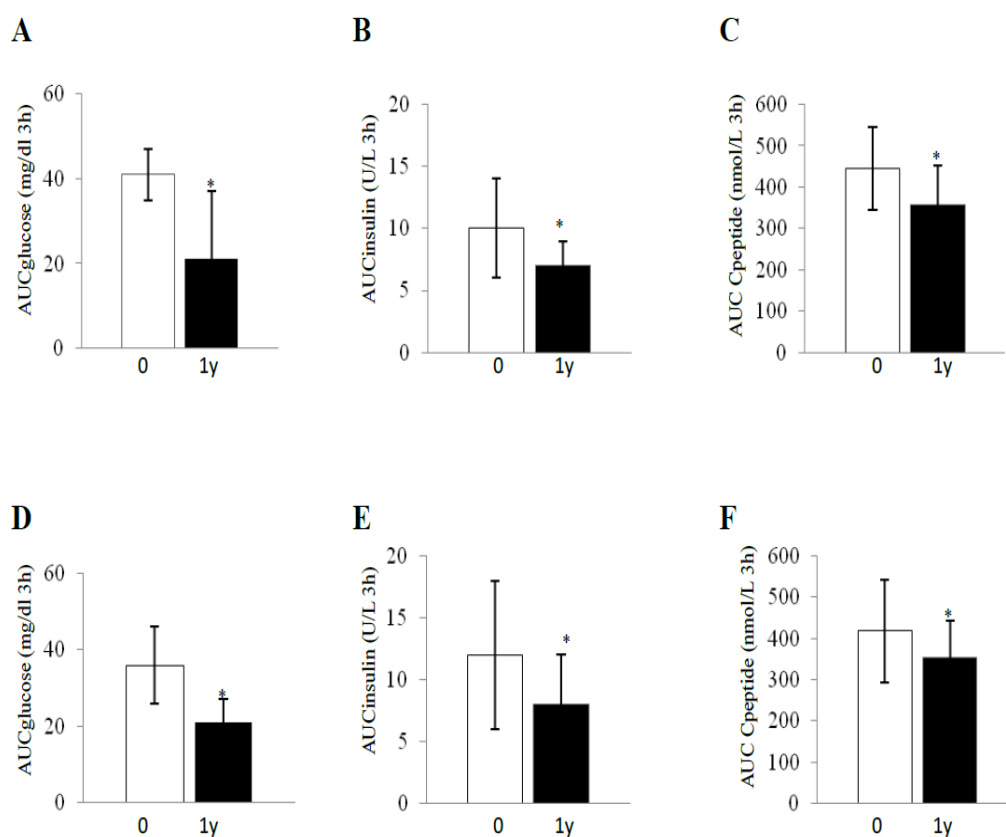 A
B
C
AUCglucose (mg/dl 3h)
60
40
20
0
*
0 1y
AUCinsulin (U/L 3h)
20
15
10
5
0
*
0 1y
AUC Cpeptide (nmol/L 3h)
600
500
400
300
200
100
0
*
0 1y
D
E
F
AUCglucose (mg/dl 3h)
60
40
20
0
*
0 1y
AUCinsulin (U/L 3h)
20
15
10
5
0
*
0 1y
AUC Cpeptide (nmol/L 3h)
600
500
400
300
200
100
0
*
0 1y